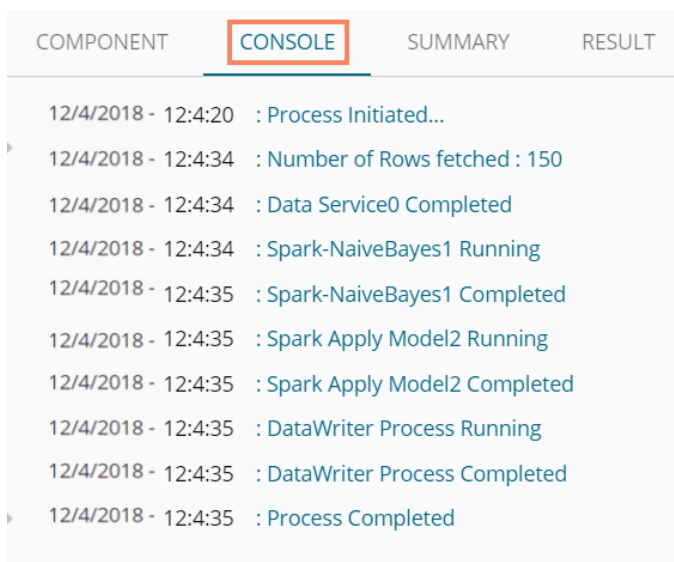 COMPONENT CONSOLE SUMMARY RESULT
12/4/2018 - 12:4:20 : Process Initiated...
12/4/2018 - 12:4:34 : Number of Rows fetched : 150
12/4/2018 - 12:4:34 : Data Service0 Completed
12/4/2018 - 12:4:34 : Spark-NaiveBayes1 Running
12/4/2018 - 12:4:35 : Spark-NaiveBayes1 Completed
12/4/2018 - 12:4:35 : Spark Apply Model2 Running
12/4/2018 - 12:4:35 : Spark Apply Model2 Completed
12/4/2018 - 12:4:35 : DataWriter Process Running
12/4/2018 - 12:4:35 : DataWriter Process Completed
12/4/2018 - 12:4:35 : Process Completed